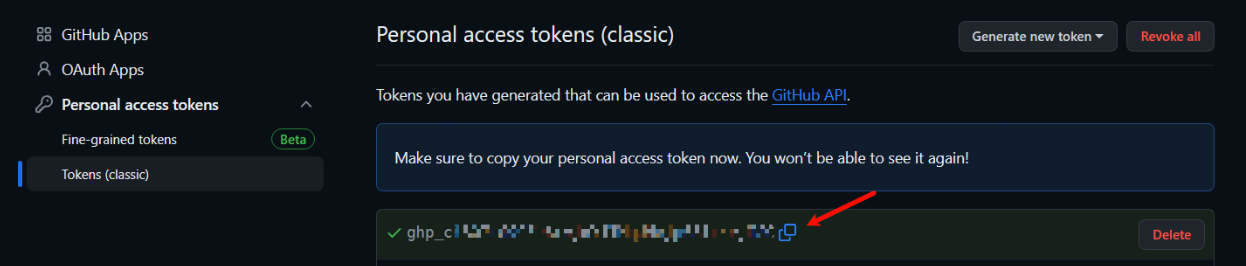 GitHub Apps
OAuth Apps
Personal access tokens
Fine-grained tokens Beta
Tokens (classic)
Personal access tokens (classic)
Generate new token
Revoke all
Tokens you have generated that can be used to access the GitHub API.
Make sure to copy your personal access token now. You won’t be able to see it again!
ghp_c
Delete